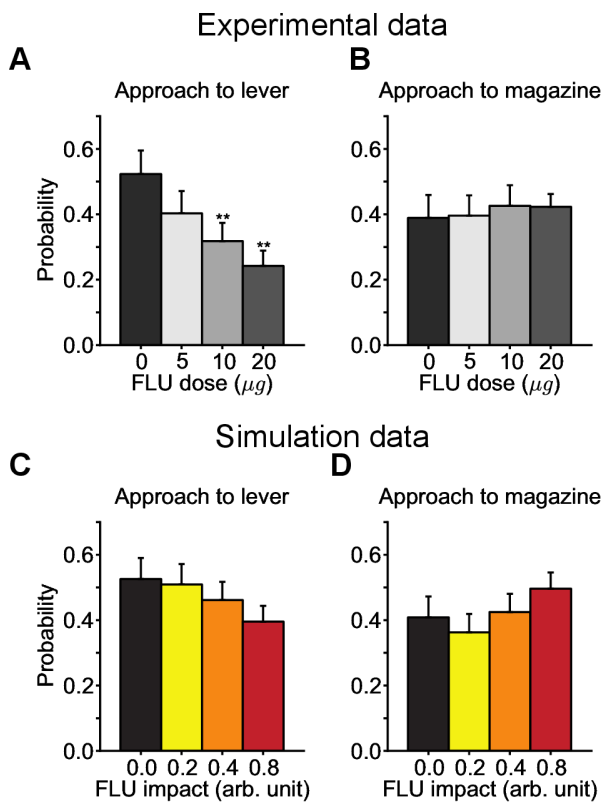 Experimental data
A
B
Approach to lever
Approach to magazine
Probability
0.6
0.4
0.2
0.0
** **
0 5 10 20
FLU dose (μg)
0.6
0.4
0.2
0.0
0 5 10 20
FLU dose (μg)
Simulation data
C
D
Approach to lever
Approach to magazine
Probability
0.6
0.4
0.2
0.0
0.0 0.2 0.4 0.8
FLU impact (arb. unit)
0.6
0.4
0.2
0.0
0.0 0.2 0.4 0.8
FLU impact (arb. unit)